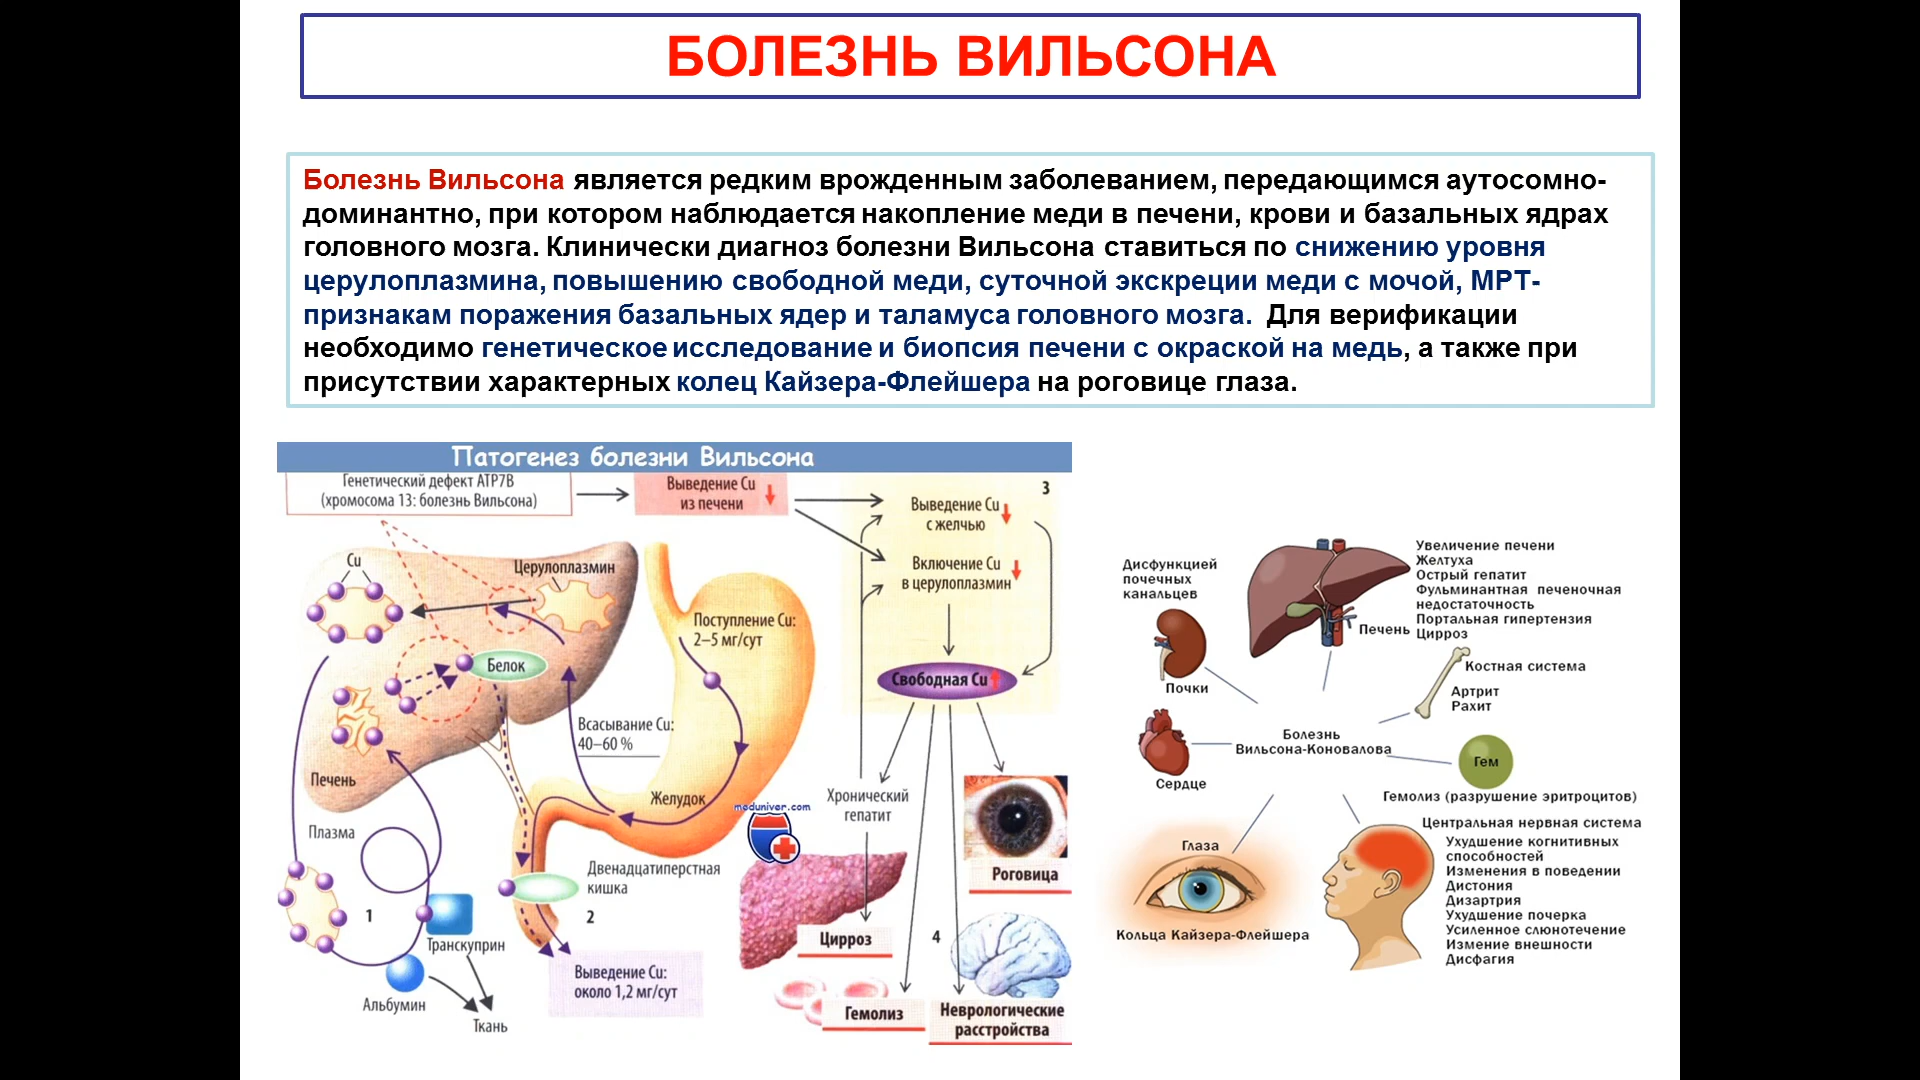 БОЛЕЗНЬ ВИЛЬСОНА
Болезнь Вильсона является редким врожденным заболеванием, передающимся аутосомно-
доминантно, при котором наблюдается накопление меди в печени, крови и базальных ядрах
головного мозга. Клинически диагноз болезни Вильсона ставиться по снижению уровня
церулоплазмина, повышению свободной меди, суточной экскреции меди с мочой, МРТ-
признакам поражения базальных ядер и таламуса головного мозга. Для верификации
необходимо генетическое исследование и биопсия печени с окраской на медь, а также при
присутствии характерных колец Кайзера-Флейшера на роговице глаза.
Патогенез болезни Вильсона
Генетический дефект ATP7B
(хромосома 13: болезнь Вильсона)
Выведение Cu
из печени
3
Выведение Cu
с желчью
Включение Cu
в церулоплазмин
Свободная Cu
Cu
Церулоплазмин
Белок
Поступление Cu:
2–5 мг/сут
Всасывание Cu:
40–60 %
Печень
Желудок
Плазма
Двенадцатиперстная
кишка
1
2
Транскуприн
Альбумин
Ткань
Выведение Cu:
около 1,2 мг/сут
meduniver.com
Хронический
гепатит
Роговица
Цирроз
4
Гемолиз
Неврологические
расстройства
Дисфункцией
почечных
канальцев
Почки
Сердце
Печень
Увеличение печени
Желтуха
Острый гепатит
Фульминантная печеночная
недостаточность
Портальная гипертензия
Цирроз
Костная система
Артрит
Рахит
Болезнь
Вильсона-Коновалова
Гем
Гемолиз (разрушение эритроцитов)
Глаза
Кольца Кайзера-Флейшера
Центральная нервная система
Ухудшение когнитивных
способностей
Изменения в поведении
Дистония
Дизартрия
Ухудшение почерка
Усиленное слюнотечение
Измение внешности
Дисфагия